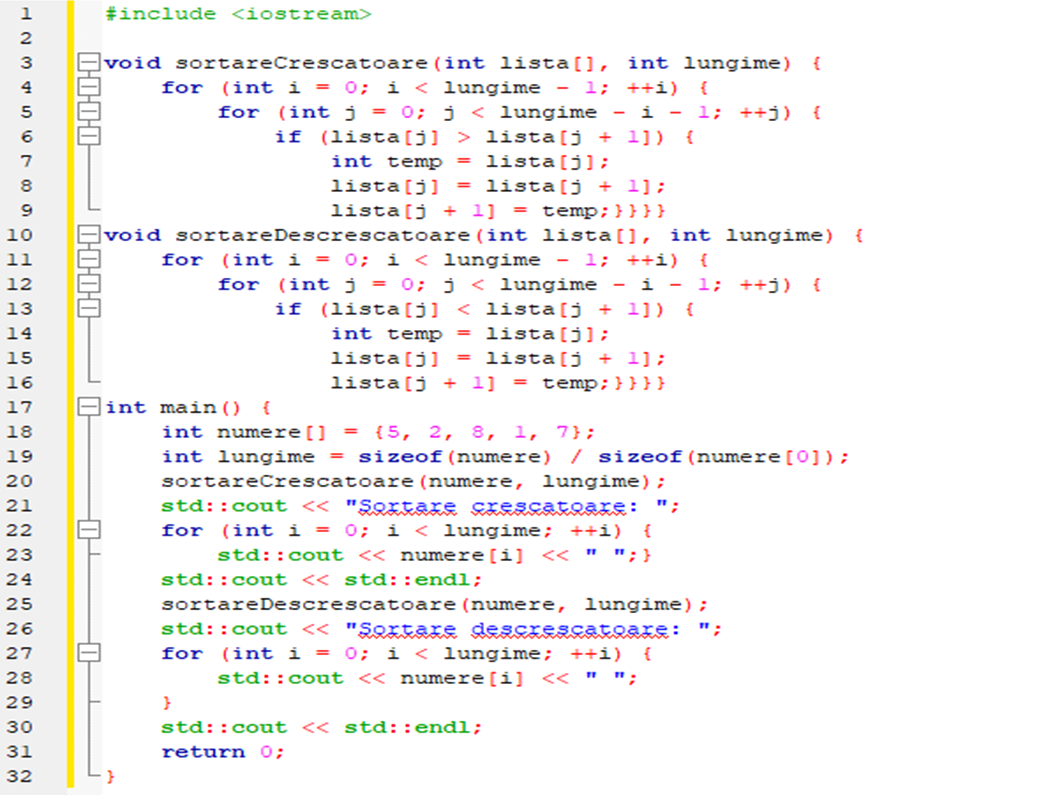 1 #include <iostream>
2
3 void sortareCrescatoare(int lista[], int lungime) {
4 for (int i = 0; i < lungime - 1; ++i) {
5 for (int j = 0; j < lungime - i - 1; ++j) {
6 if (lista[j] > lista[j + 1]) {
7 int temp = lista[j];
8 lista[j] = lista[j + 1];
9 lista[j + 1] = temp;}}}}
10 void sortareDescrescatoare(int lista[], int lungime) {
11 for (int i = 0; i < lungime - 1; ++i) {
12 for (int j = 0; j < lungime - i - 1; ++j) {
13 if (lista[j] < lista[j + 1]) {
14 int temp = lista[j];
15 lista[j] = lista[j + 1];
16 lista[j + 1] = temp;}}}}
17 int main() {
18 int numere[] = {5, 2, 8, 1, 7};
19 int lungime = sizeof(numere) / sizeof(numere[0]);
20 sortareCrescatoare(numere, lungime);
21 std::cout << "Sortare crescatoare: ";
22 for (int i = 0; i < lungime; ++i) {
23 std::cout << numere[i] << " ";}
24 std::cout << std::endl;
25 sortareDescrescatoare(numere, lungime);
26 std::cout << "Sortare descrescatoare: ";
27 for (int i = 0; i < lungime; ++i) {
28 std::cout << numere[i] << " ";
29 }
30 std::cout << std::endl;
31 return 0;
32 }